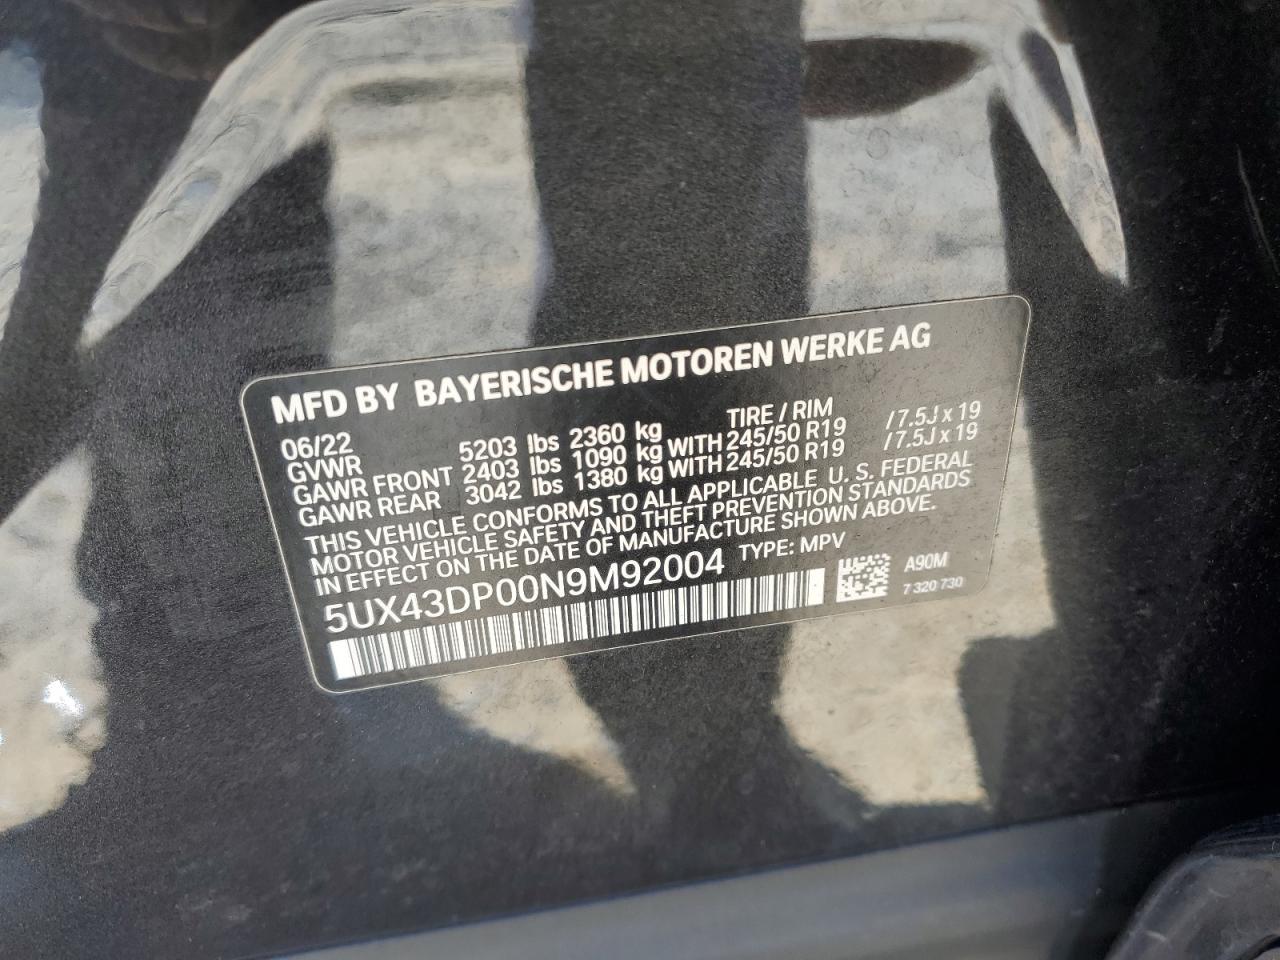 MFD BY BAYERISCHE MOTOREN WERKE AG
06/22 TIRE / RIM
GVWR 5203 lbs 2360 kg
GAWR FRONT 2403 lbs 1090 kg WITH 245/50 R19 / 7.5J x 19
GAWR REAR 3042 lbs 1380 kg WITH 245/50 R19 / 7.5J x 19
THIS VEHICLE CONFORMS TO ALL APPLICABLE U. S. FEDERAL
MOTOR VEHICLE SAFETY AND THEFT PREVENTION STANDARDS
IN EFFECT ON THE DATE OF MANUFACTURE SHOWN ABOVE.
5UX43DP00N9M92004 TYPE: MPV
A90M
7 320 730